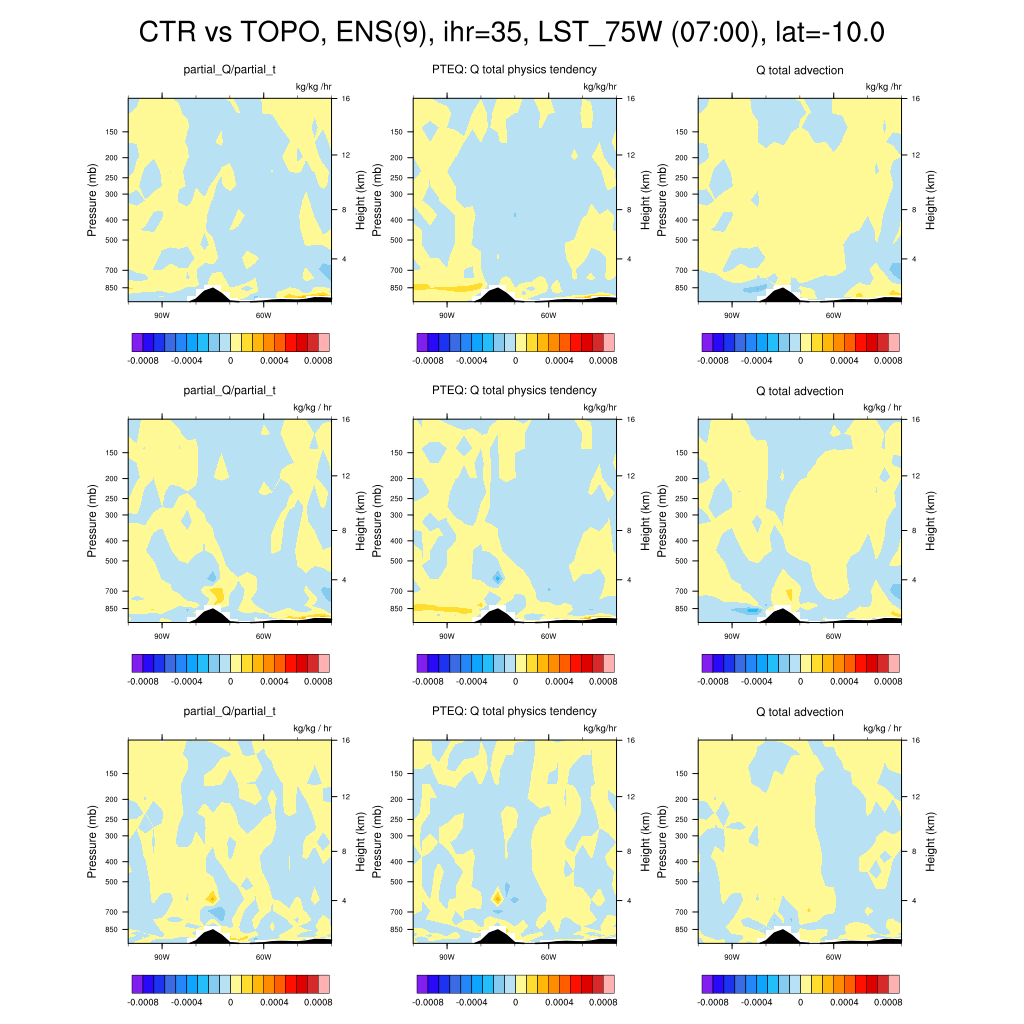 CTR vs TOPO, ENS(9), ihr=35, LST_75W (07:00), lat=-10.0
partial_Q/partial_t PTEQ: Q total physics tendency Q total advection
kg/kg /hr kg/kg/hr kg/kg /hr
16 16 16
150 150 150
12 12 12
200 200 200
250 250 250
300 300 300
8 8 8
400 400 400
500 500 500
4 4 4
700 700 700
850 850 850
Pressure (mb) Height (km) Pressure (mb) Height (km) Pressure (mb) Height (km)
90W 60W 90W 60W 90W 60W
-0.0008 -0.0004 0 0.0004 0.0008 -0.0008 -0.0004 0 0.0004 0.0008 -0.0008 -0.0004 0 0.0004 0.0008
partial_Q/partial_t PTEQ: Q total physics tendency Q total advection
kg/kg / hr kg/kg/hr kg/kg / hr
16 16 16
150 150 150
12 12 12
200 200 200
250 250 250
300 300 300
8 8 8
400 400 400
500 500 500
4 4 4
700 700 700
850 850 850
Pressure (mb) Height (km) Pressure (mb) Height (km) Pressure (mb) Height (km)
90W 60W 90W 60W 90W 60W
-0.0008 -0.0004 0 0.0004 0.0008 -0.0008 -0.0004 0 0.0004 0.0008 -0.0008 -0.0004 0 0.0004 0.0008
partial_Q/partial_t PTEQ: Q total physics tendency Q total advection
kg/kg / hr kg/kg/hr kg/kg / hr
16 16 16
150 150 150
12 12 12
200 200 200
250 250 250
300 300 300
8 8 8
400 400 400
500 500 500
4 4 4
700 700 700
850 850 850
Pressure (mb) Height (km) Pressure (mb) Height (km) Pressure (mb) Height (km)
90W 60W 90W 60W 90W 60W
-0.0008 -0.0004 0 0.0004 0.0008 -0.0008 -0.0004 0 0.0004 0.0008 -0.0008 -0.0004 0 0.0004 0.0008